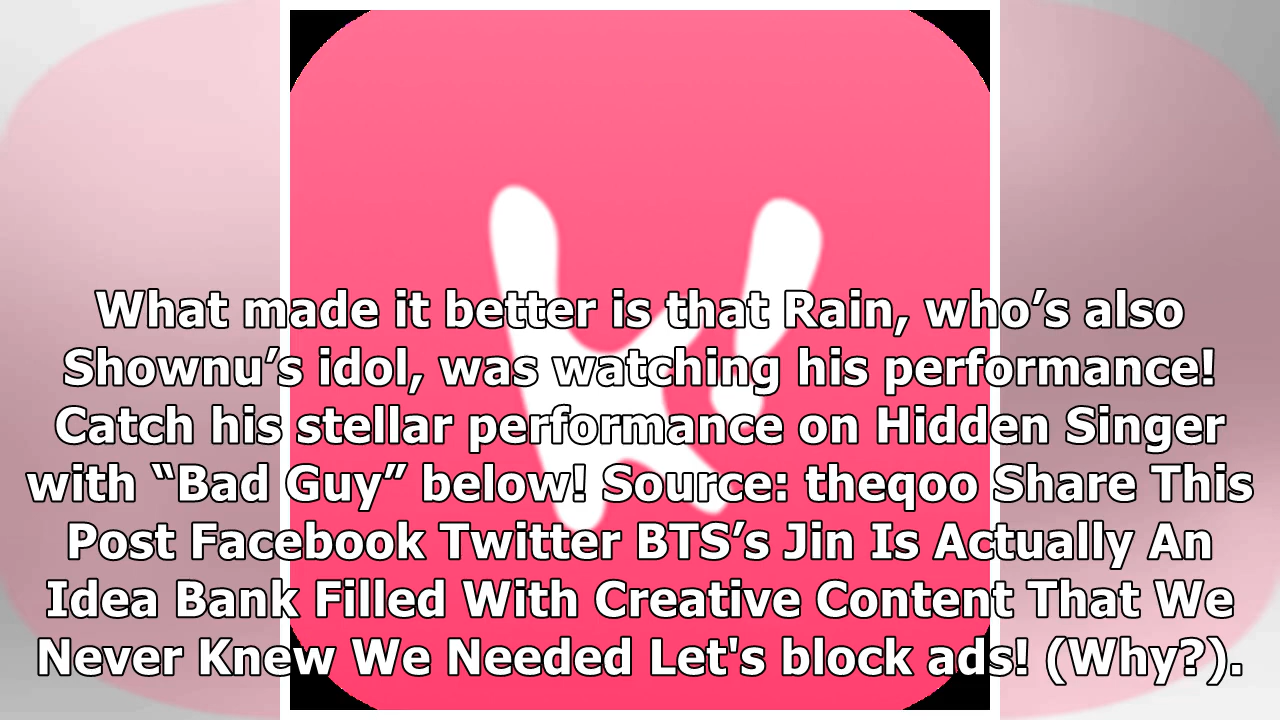 What made it better is that Rain, who’s also
Shownu’s idol, was watching his performance!
Catch his stellar performance on Hidden Singer
with “Bad Guy” below! Source: theqoo Share This
Post Facebook Twitter BTS’s Jin Is Actually An
Idea Bank Filled With Creative Content That We
Never Knew We Needed Let's block ads! (Why?).
k!